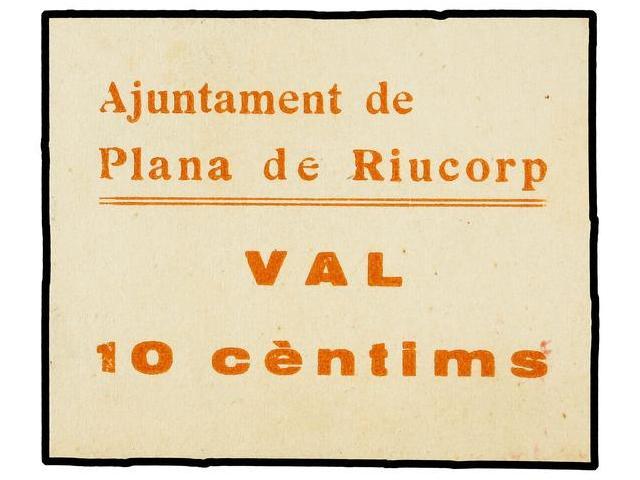 Ajuntament de
Plana de Riucorp
VAL
10 cèntims